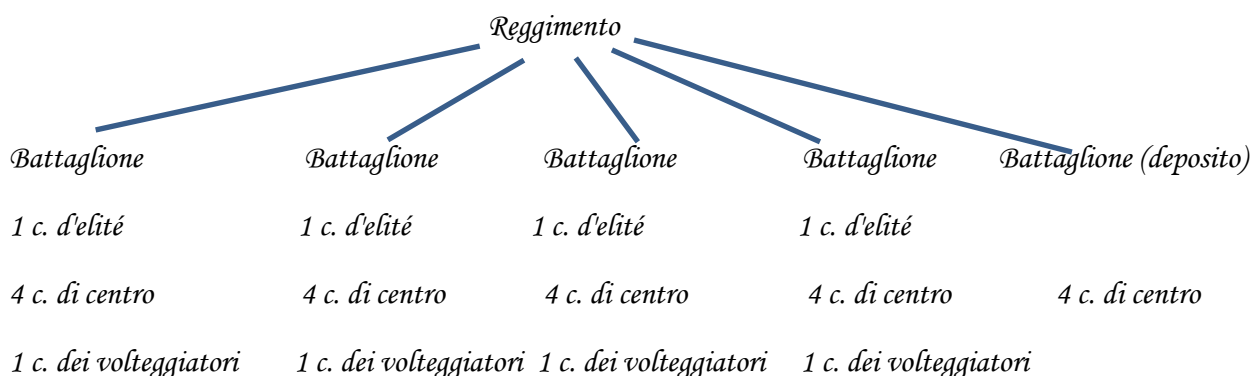 Reggimento
Battaglione Battaglione Battaglione Battaglione Battaglione (deposito)
1 c. d'elité 1 c. d'elité 1 c. d'elité 1 c. d'elité
4 c. di centro 4 c. di centro 4 c. di centro 4 c. di centro 4 c. di centro
1 c. dei volteggiatori 1 c. dei volteggiatori 1 c. dei volteggiatori 1 c. dei volteggiatori